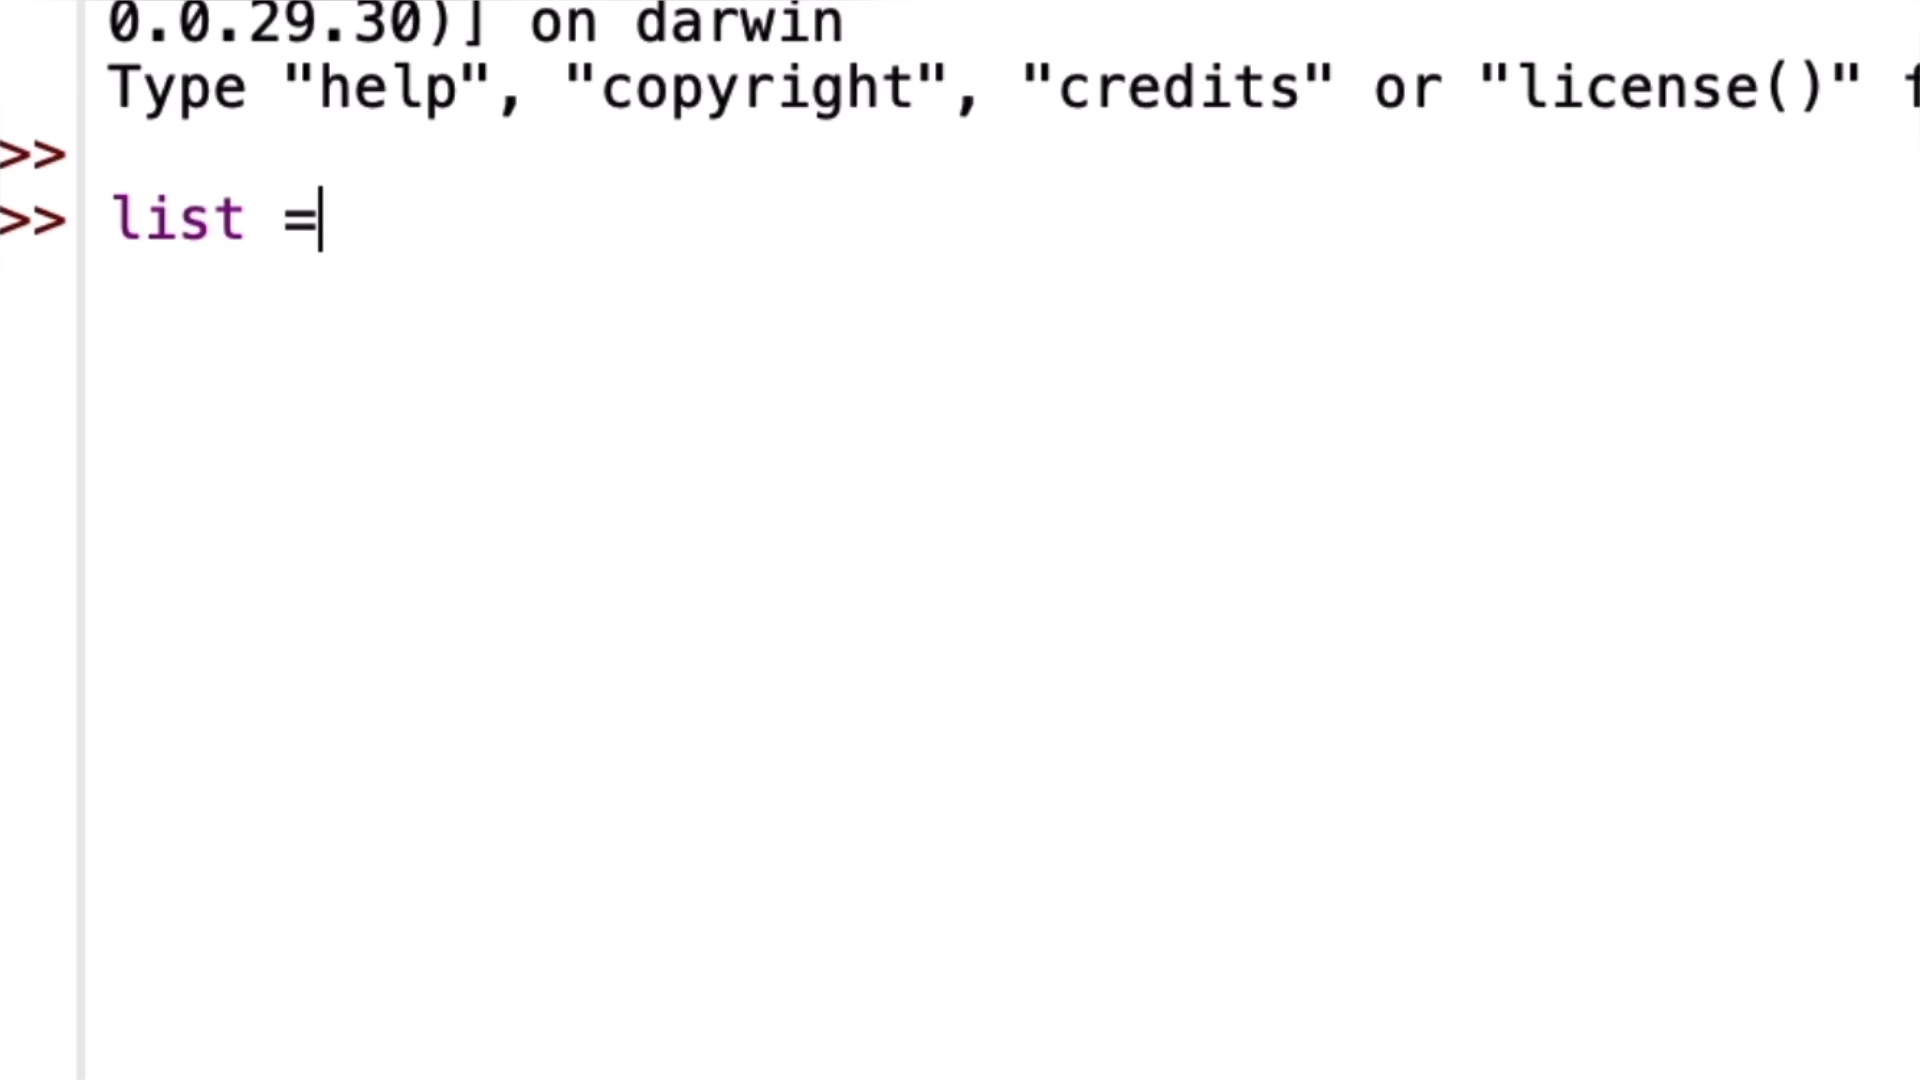 0.0.29.30)] on darwin
Type "help", "copyright", "credits" or "license()" f
>>
>> list =